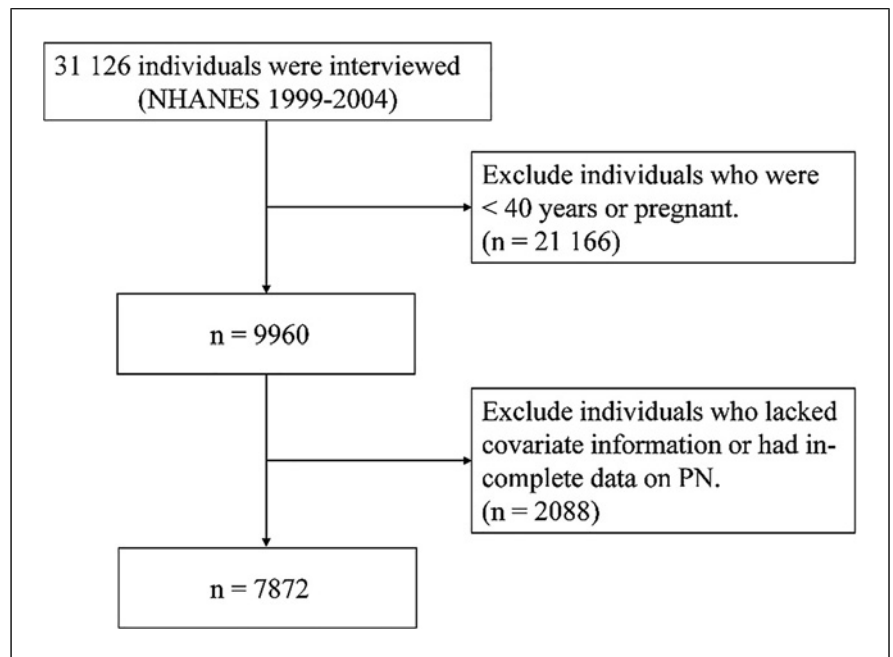 31 126 individuals were interviewed
(NHANES 1999-2004)
Exclude individuals who were
< 40 years or pregnant.
(n = 21 166)
n = 9960
Exclude individuals who lacked
covariate information or had in-
complete data on PN.
(n = 2088)
n = 7872